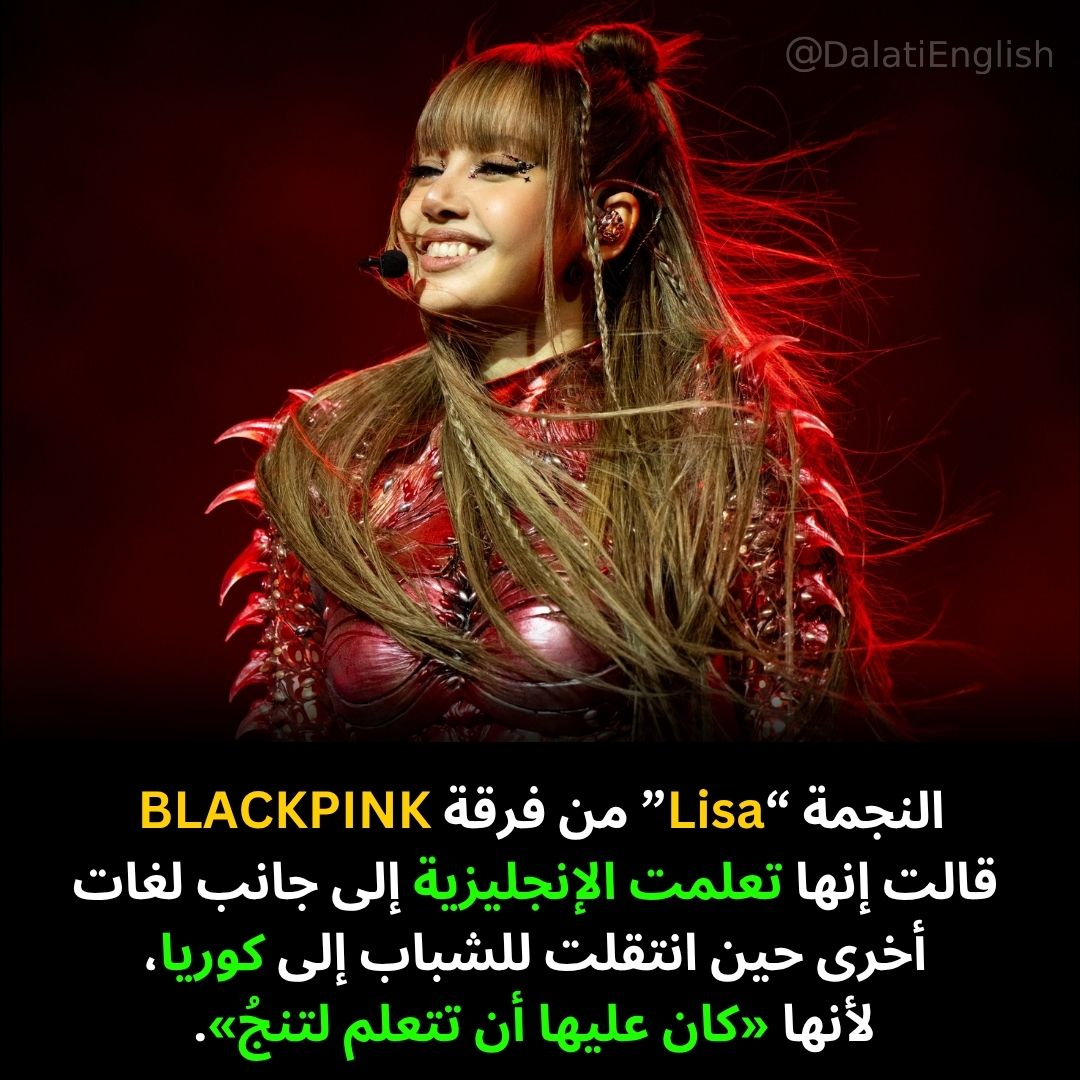 @DalatiEnglish
النجمة “Lisa” من فرقة BLACKPINK
قالت إنها تعلمت الإنجليزية إلى جانب لغات
أخرى حين انتقلت للشباب إلى كوريا،
لأنها «كان عليها أن تتعلم لتنجُ».